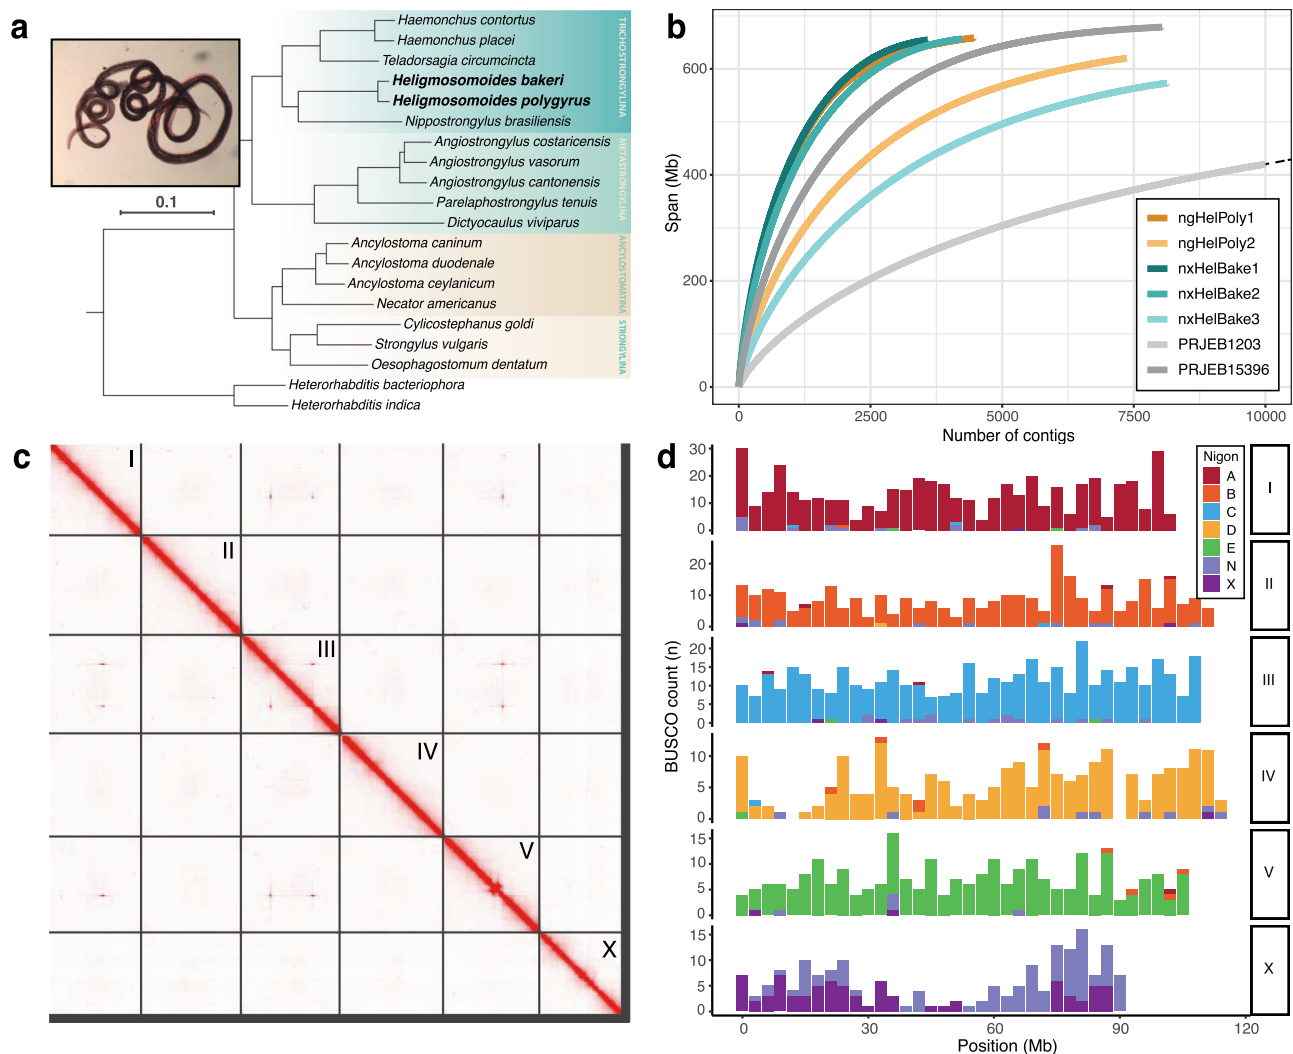 a
Haemonchus contortus
Haemonchus placei
Teladorsagia circumcincta
Heligmosomoides bakeri
Heligmosomoides polygyrus
Nippostrongylus brasiliensis
Angiostrongylus costaricensis
Angiostrongylus vasorum
Angiostrongylus cantonensis
Parelaphostrongylus tenuis
Dictyocaulus viviparus
Ancylostoma caninum
Ancylostoma duodenale
Ancylostoma ceylanicum
Necator americanus
Cylicostephanus goldi
Strongylus vulgaris
Oesophagostomum dentatum
Heterorhabditis bacteriophora
Heterorhabditis indica
TRICHOSTRONGYLINA
METASTRONGYLINA
ANCYLOSTOMATINA
STRONGYLINA
0.1
b
Span (Mb)
600
400
200
0
0 2500 5000 7500 10000
Number of contigs
ngHelPoly1
ngHelPoly2
nxHelBake1
nxHelBake2
nxHelBake3
PRJEB1203
PRJEB15396
c
I
II
III
IV
V
X
d
BUSCO count (n)
30
20
10
0
I
20
10
0
II
20
15
10
5
0
III
10
5
0
IV
15
10
5
0
V
15
10
5
0
X
Nigon
A
B
C
D
E
N
X
0 30 60 90 120
Position (Mb)